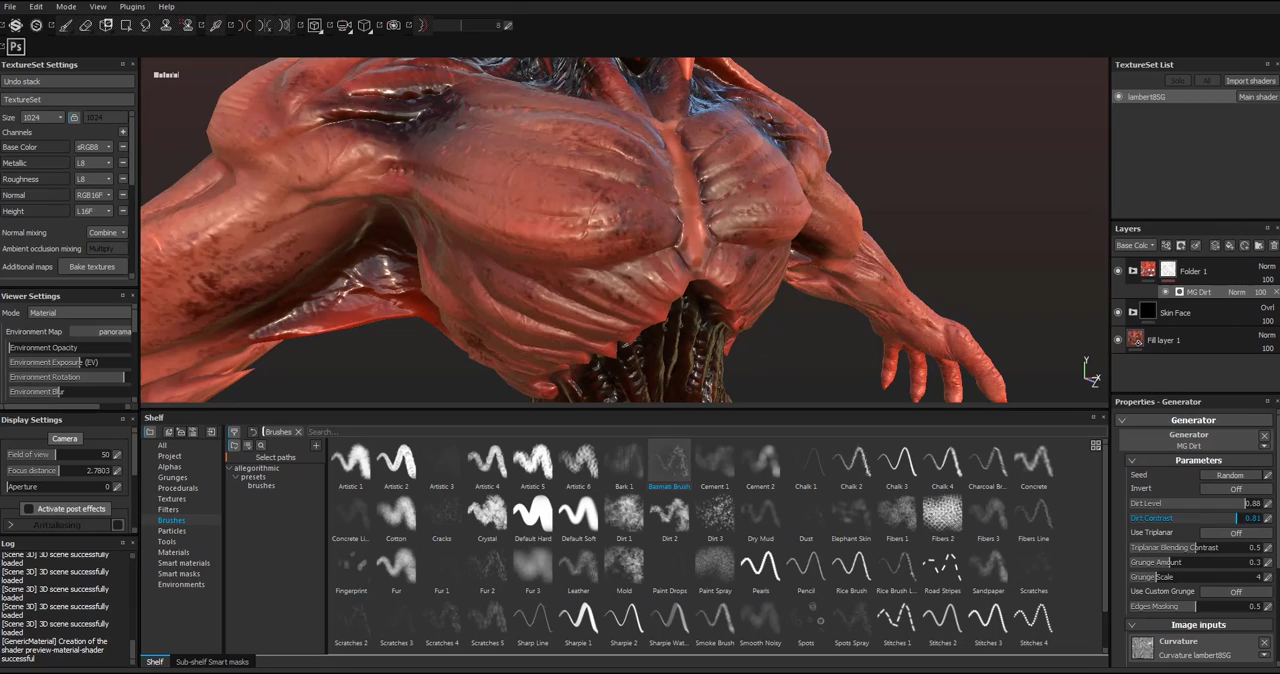 File Edit Mode View Plugins Help
8
Ps
TextureSet Settings
Undo stack
TextureSet
Size 1024 1024
Channels
Base Color sRGB8
Metallic L8
Roughness L8
Normal RGB16F
Height L16F
Normal mixing Combine
Ambient occlusion mixing Multiply
Additional maps Bake textures
Viewer Settings
Mode Material
Environment Map panorama
Environment Opacity
Environment Exposure (EV)
Environment Rotation
Environment Blur
Display Settings
Camera
Field of view 50
Focus distance 2.7803
Aperture 0
Activate post effects
Antialiasing
Log
[Scene 3D] 3D scene successfully
loaded
[Scene 3D] 3D scene successfully
loaded
[Scene 3D] 3D scene successfully
loaded
[Scene 3D] 3D scene successfully
loaded
[GenericMaterial] Creation of the
shader preview-material-shader
successful
Material
Y
X
Z
Shelf
Brushes Search...
All
Project
Alphas
Grunges
Procedurals
Textures
Filters
Brushes
Particles
Tools
Materials
Smart materials
Smart masks
Environments
Select paths
allegorithmic
presets
brushes
Artistic 1 Artistic 2 Artistic 3 Artistic 4 Artistic 5 Artistic 6 Bark 1 Basmati Brush Cement 1 Cement 2 Chalk 1 Chalk 2 Chalk 3 Chalk 4 Charcoal Br... Concrete
Concrete Li... Cotton Cracks Crystal Default Hard Default Soft Dirt 1 Dirt 2 Dirt 3 Dry Mud Dust Elephant Skin Fibers 1 Fibers 2 Fibers 3 Fibers Line
Fingerprint Fur Fur 1 Fur 2 Fur 3 Leather Mold Paint Drops Paint Spray Pearls Pencil Rice Brush Rice Brush L... Road Stripes Sandpaper Scratches
Scratches 2 Scratches 3 Scratches 4 Scratches 5 Sharp Line Sharpie 1 Sharpie 2 Sharpie Wat... Smoke Brush Smooth Noisy Spots Spots Spray Stitches 1 Stitches 2 Stitches 3 Stitches 4
Shelf Sub-shelf Smart masks
TextureSet List
Solo All Import shaders
lambert8SG Main shader
Layers
Base Colc
Folder 1 Norm
100
MG Dirt Norm 100
Skin Face Ovrl
100
Fill layer 1 Norm
100
Properties - Generator
Generator
Generator
MG Dirt
Parameters
Seed Random
Invert Off
Dirt Level 0.88
Dirt Contrast 0.81
Use Triplanar Off
Triplanar Blending Contrast 0.5
Grunge Amount 0.3
Grunge Scale 4
Use Custom Grunge Off
Edges Masking 0.5
Image inputs
Curvature
Curvature lambert8SG